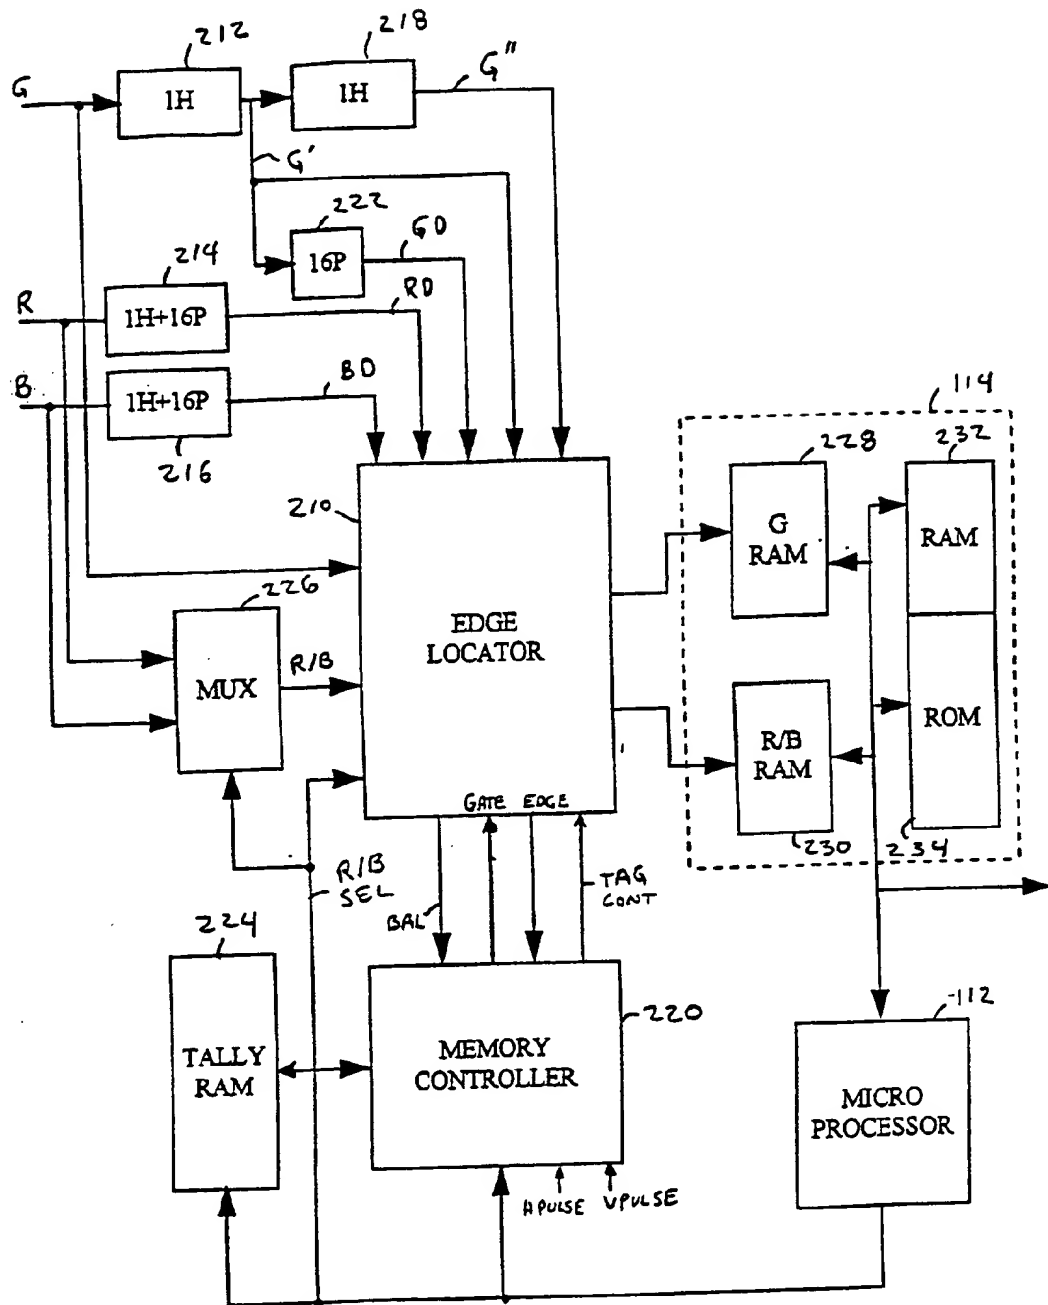 212
218
G
1H
1H
G"
G'
222
GD
16P
214
RD
R
1H+16P
BD
B
1H+16P
216
114
228
232
210
G
RAM
RAM
226
EDGE
LOCATOR
R/B
MUX
R/B
RAM
ROM
GATE EDGE
230
234
R/B
SEL
BAL
TAG
CONT
224
112
220
TALLY
RAM
MEMORY
CONTROLLER
MICRO
PROCESSOR
HPULSE
VPULSE